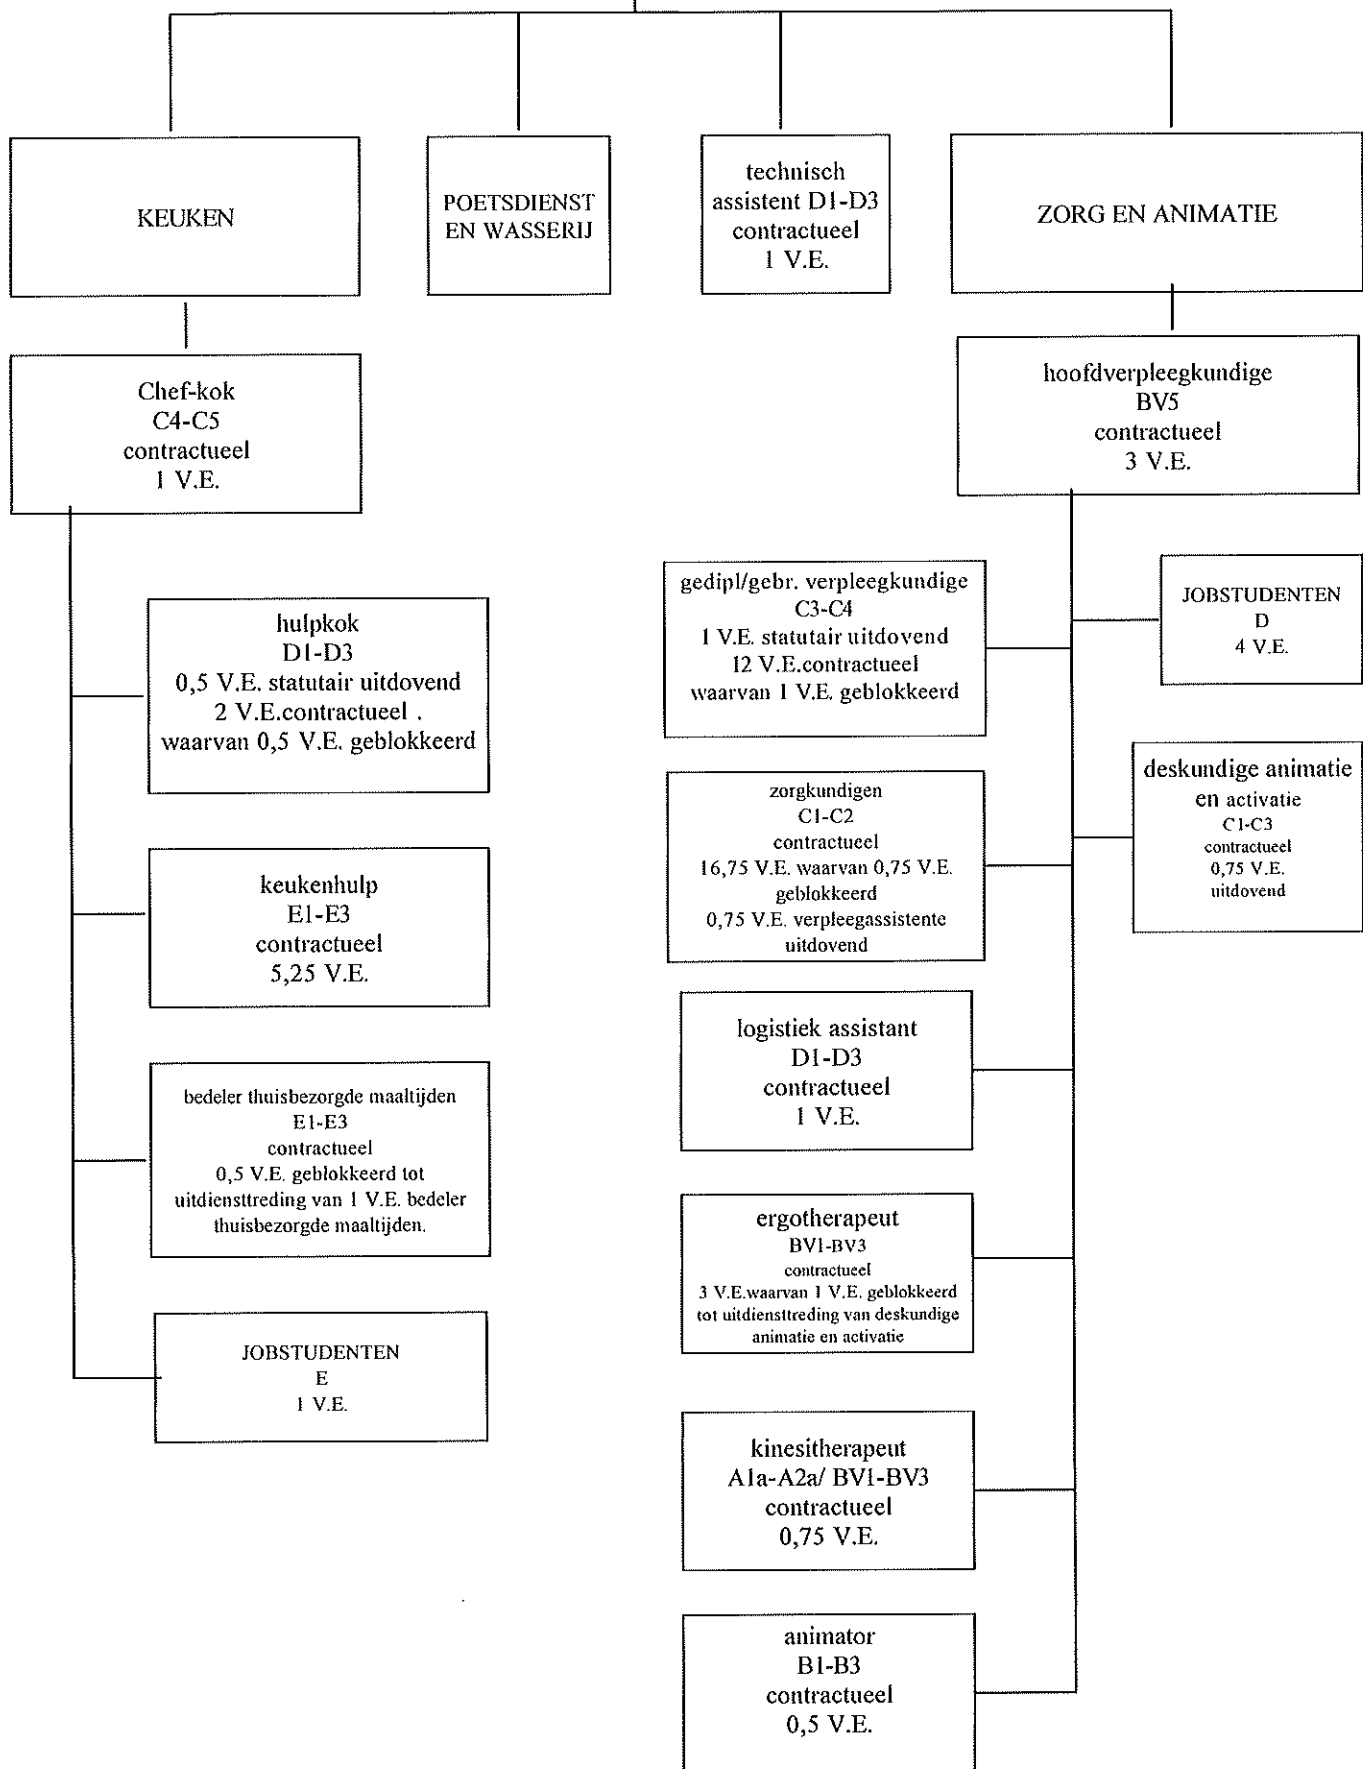 KEUKEN
POETSDIENST
EN WASSERIJ
technisch
assistent D1-D3
contractueel
1 V.E.
ZORG EN ANIMATIE
Chef-kok
C4-C5
contractueel
1 V.E.
hoofdverpleegkundige
BV5
contractueel
3 V.E.
hulpkok
D1-D3
0,5 V.E. statutair uitdovend
2 V.E.contractueel .
waarvan 0,5 V.E. geblokkeerd
keukenhulp
E1-E3
contractueel
5,25 V.E.
bedeler thuisbezorgde maaltijden
E1-E3
contractueel
0,5 V.E. geblokkeerd tot
uitdiensttreding van 1 V.E. bedeler
thuisbezorgde maaltijden.
JOBSTUDENTEN
E
1 V.E.
gedipl/gebr. verpleegkundige
C3-C4
1 V.E. statutair uitdovend
12 V.E.contractueel
waarvan 1 V.E. geblokkeerd
JOBSTUDENTEN
D
4 V.E.
zorgkundigen
C1-C2
contractueel
16,75 V.E. waarvan 0,75 V.E.
geblokkeerd
0,75 V.E. verpleegassistente
uitdovend
deskundige animatie
en activatie
C1-C3
contractueel
0,75 V.E.
uitdovend
logistiek assistant
D1-D3
contractueel
1 V.E.
ergotherapeut
BV1-BV3
contractueel
3 V.E.waarvan 1 V.E. geblokkeerd
tot uitdiensttreding van deskundige
animatie en activatie
kinesitherapeut
A1a-A2a/ BV1-BV3
contractueel
0,75 V.E.
animator
B1-B3
contractueel
0,5 V.E.